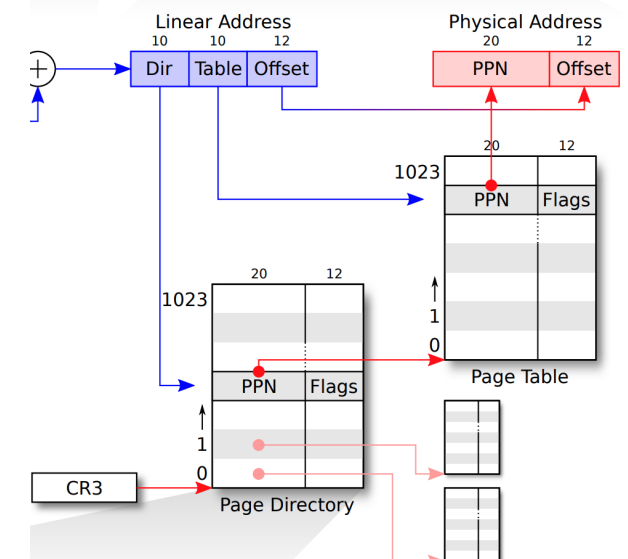 Linear Address
10 10 12
Dir Table Offset
Physical Address
20 12
PPN Offset
20 12
1023
PPN Flags
1
0
Page Table
20 12
1023
PPN Flags
1
0
CR3
Page Directory